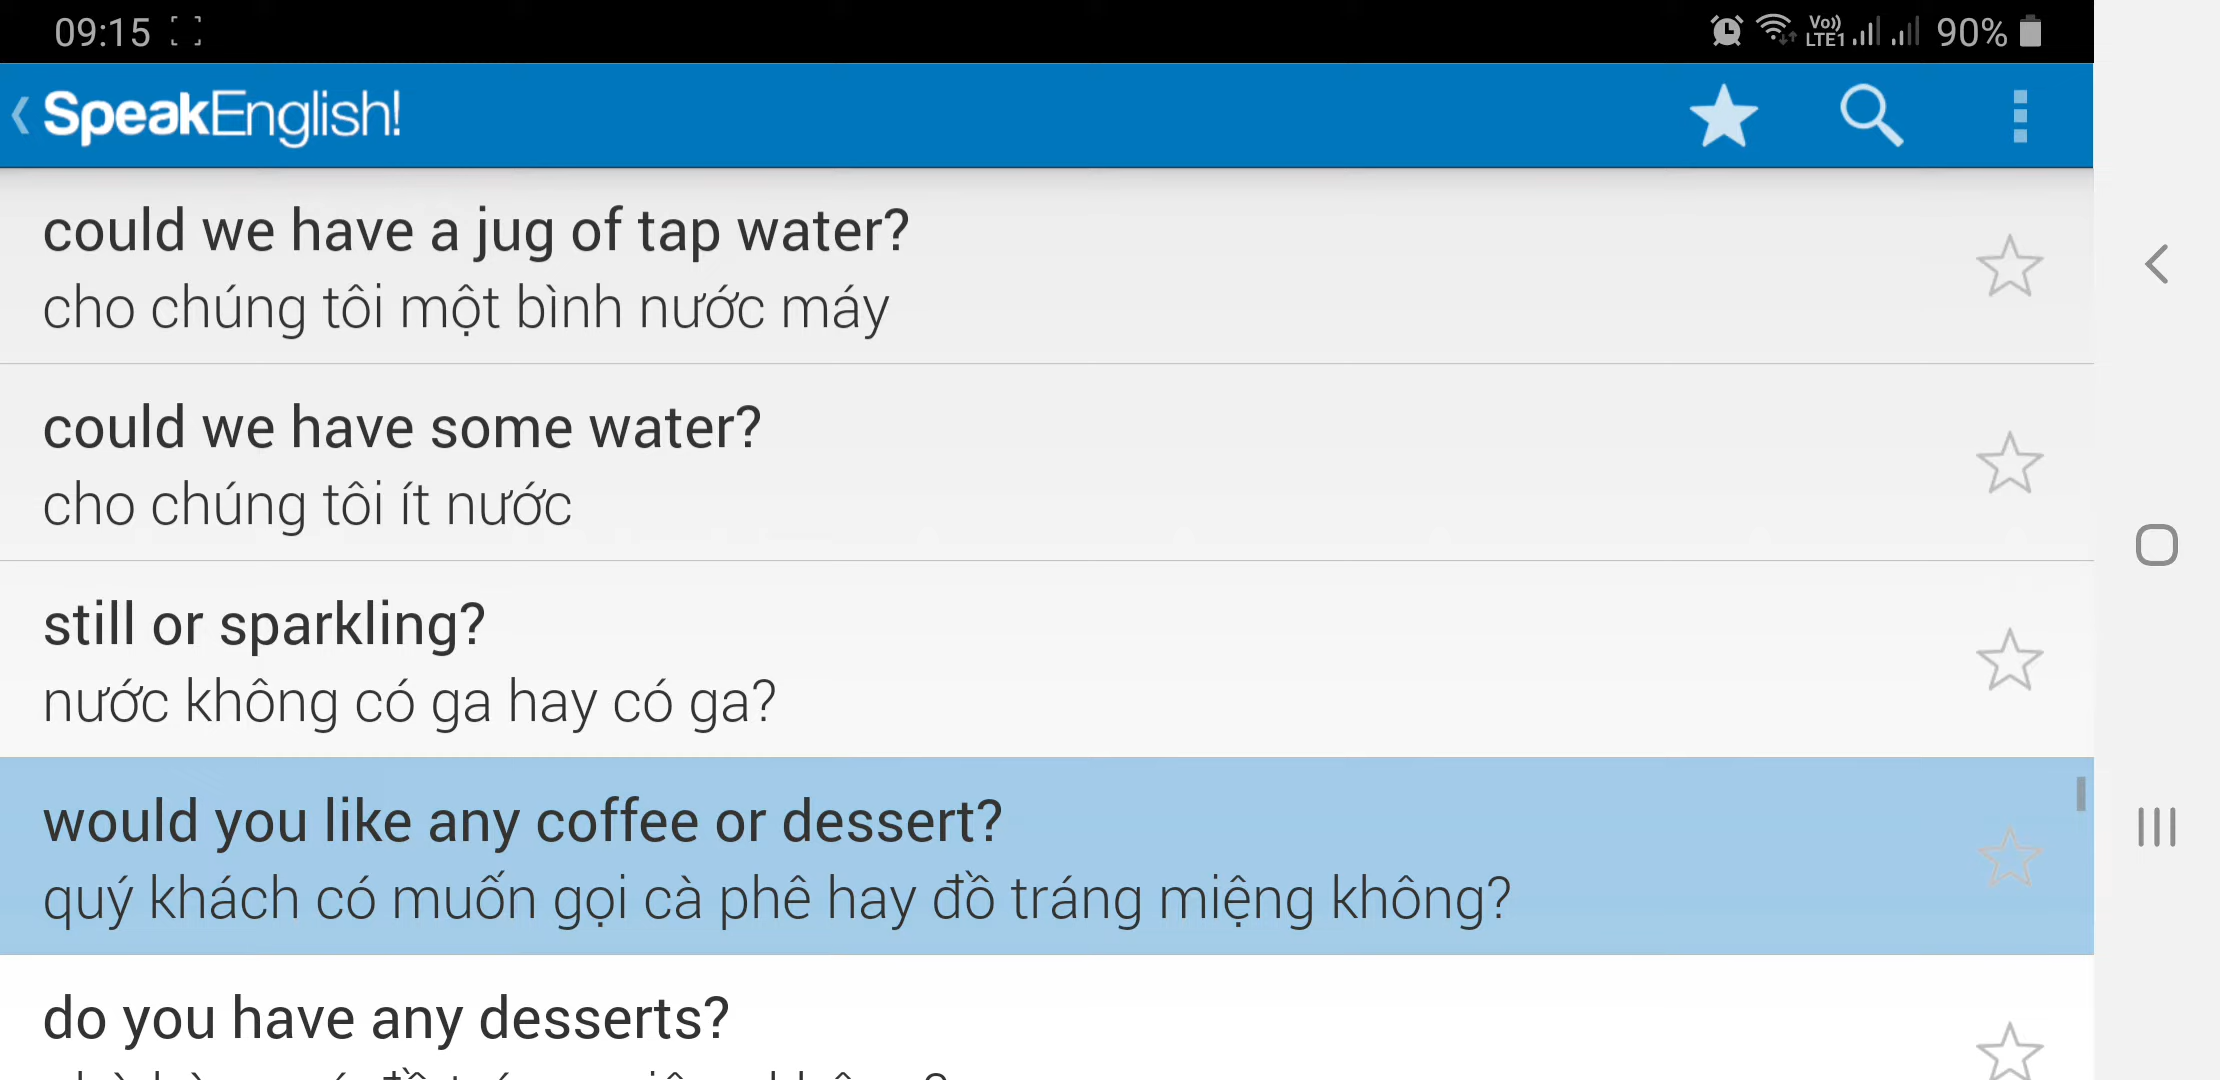 09:15
Vo)) LTE1 90%
SpeakEnglish!
could we have a jug of tap water?
cho chúng tôi một bình nước máy
could we have some water?
cho chúng tôi ít nước
still or sparkling?
nước không có ga hay có ga?
would you like any coffee or dessert?
quý khách có muốn gọi cà phê hay đồ tráng miệng không?
do you have any desserts?